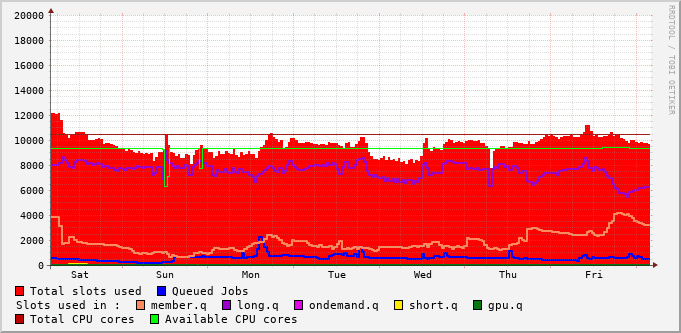 20000
18000
16000
14000
12000
10000
8000
6000
4000
2000
0
Sat Sun Mon Tue Wed Thu Fri
RRDTOOL / TOBI OETIKER
Total slots used Queued Jobs
Slots used in : member.q long.q ondemand.q short.q gpu.q
Total CPU cores Available CPU cores